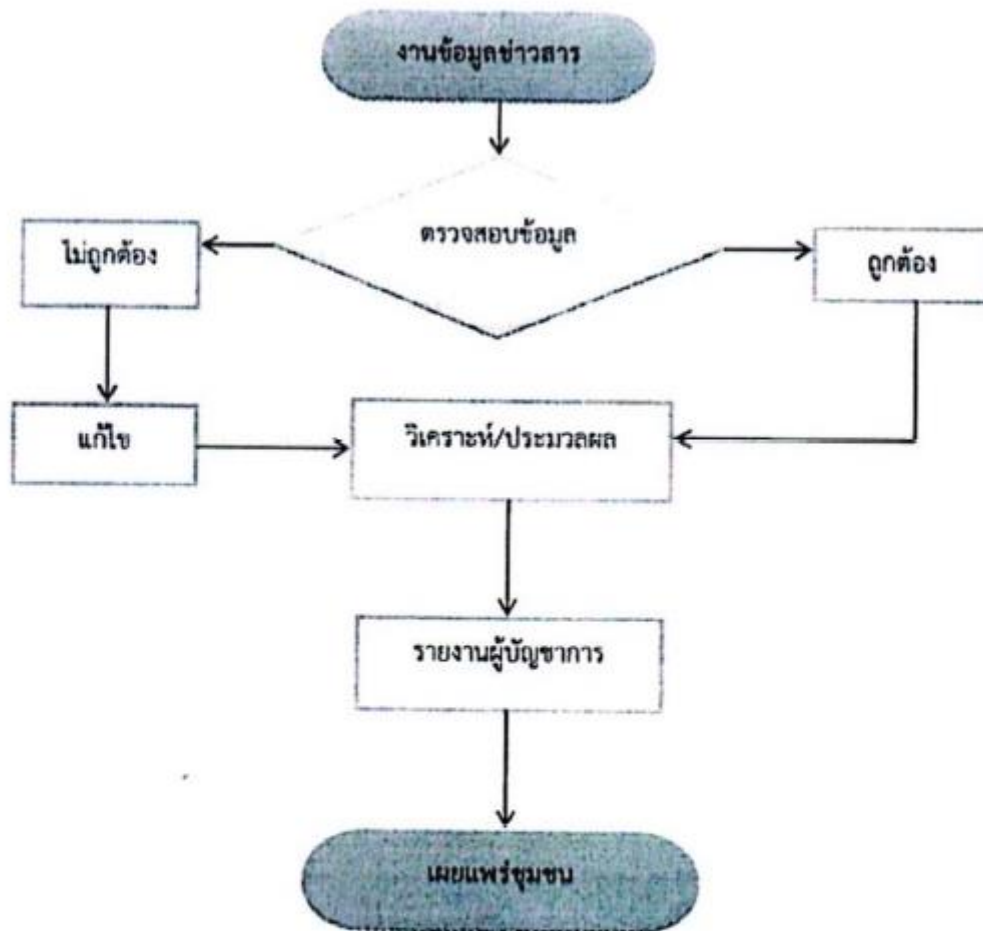 งานข้อมูลข่าวสาร
ตรวจสอบข้อมูล
ไม่ถูกต้อง
ถูกต้อง
แก้ไข
วิเคราะห์/ประมวลผล
รายงานผู้บัญชาการ
เผยแพร่ชุมชน